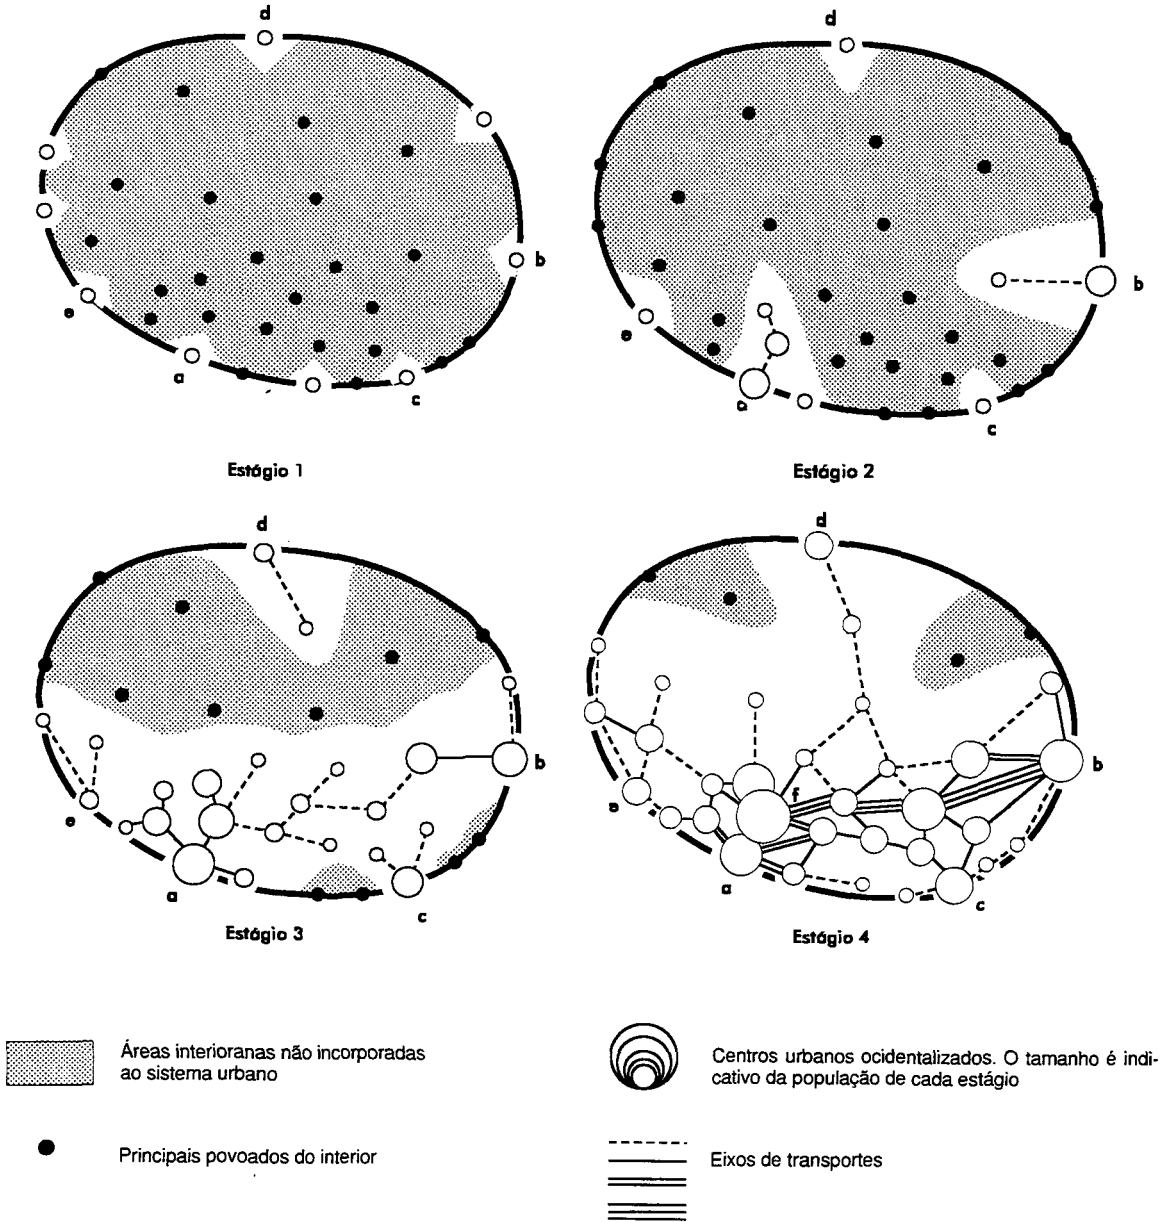 d
b
e
a
c
Estágio 1
d
b
e
a
c
Estágio 2
d
b
e
a
c
Estágio 3
d
b
e
f
a
c
Estágio 4
Áreas interioranas não incorporadas
ao sistema urbano
Centros urbanos ocidentalizados. O tamanho é indi-
cativo da população de cada estágio
Principais povoados do interior
Eixos de transportes